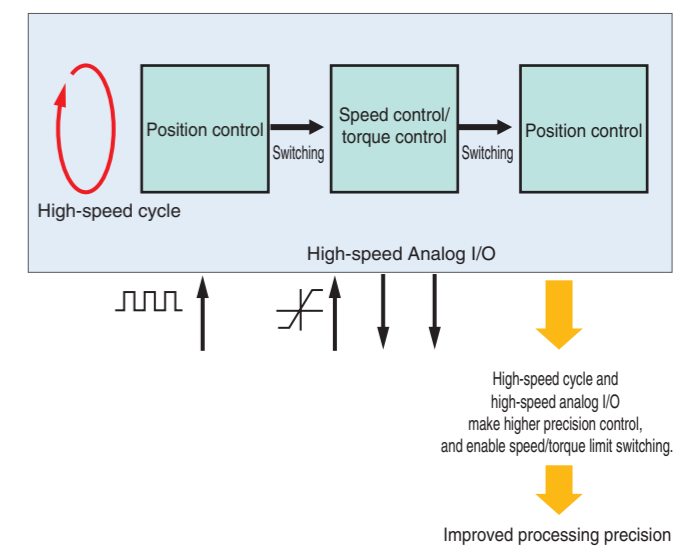 Position control
Switching
Speed control/
torque control
Switching
Position control
High-speed cycle
High-speed Analog I/O
High-speed cycle and
high-speed analog I/O
make higher precision control,
and enable speed/torque limit switching.
Improved processing precision